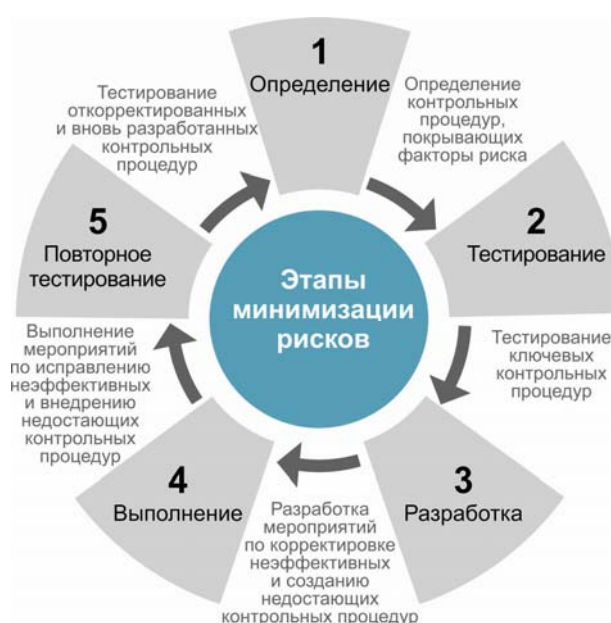 1
Определение
Определение
контрольных
процедур,
покрывающих
факторы риска
2
Тестирование
Тестирование
ключевых
контрольных
процедур
3
Разработка
Разработка
мероприятий
по корректировке
неэффективных
и созданию
недостающих
контрольных процедур
4
Выполнение
Выполнение
мероприятий
по исправлению
неэффективных
и внедрению
недостающих
контрольных
процедур
5
Повторное
тестирование
Тестирование
откорректированных
и вновь разработанных
контрольных
процедур
Этапы
минимизации
рисков